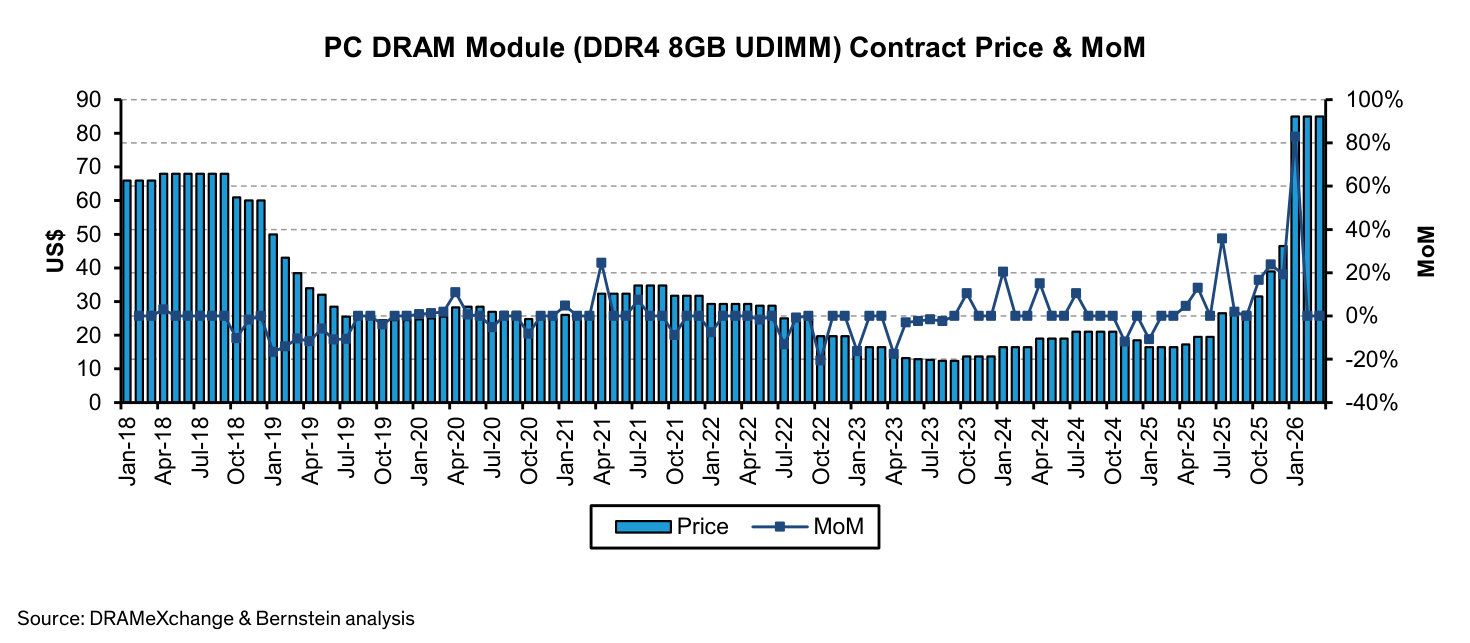 PC DRAM Module (DDR4 8GB UDIMM) Contract Price & MoM
90
80
70
60
50
40
30
20
10
0
US$
100%
80%
60%
40%
20%
0%
-20%
-40%
MoM
Jan-18
Apr-18
Jul-18
Oct-18
Jan-19
Apr-19
Jul-19
Oct-19
Jan-20
Apr-20
Jul-20
Oct-20
Jan-21
Apr-21
Jul-21
Oct-21
Jan-22
Apr-22
Jul-22
Oct-22
Jan-23
Apr-23
Jul-23
Oct-23
Jan-24
Apr-24
Jul-24
Oct-24
Jan-25
Apr-25
Jul-25
Oct-25
Jan-26
Price
MoM
Source: DRAMeXchange & Bernstein analysis